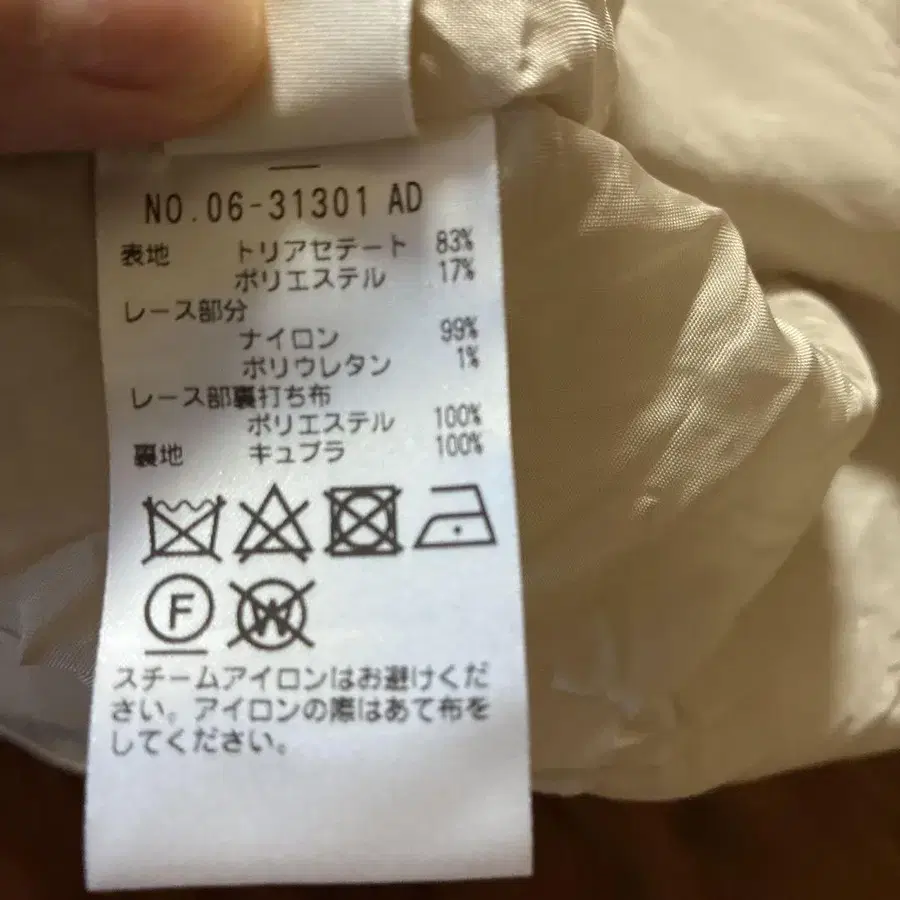 NO.06-31301 AD
表地 トリアセテート 83%
ポリエステル 17%
レース部分
ナイロン 99%
ポリウレタン 1%
レース部裏打ち布
ポリエステル 100%
裏地 キュプラ 100%
F W
スチームアイロンはお避けくだ
さい。アイロンの際はあて布を
してください。